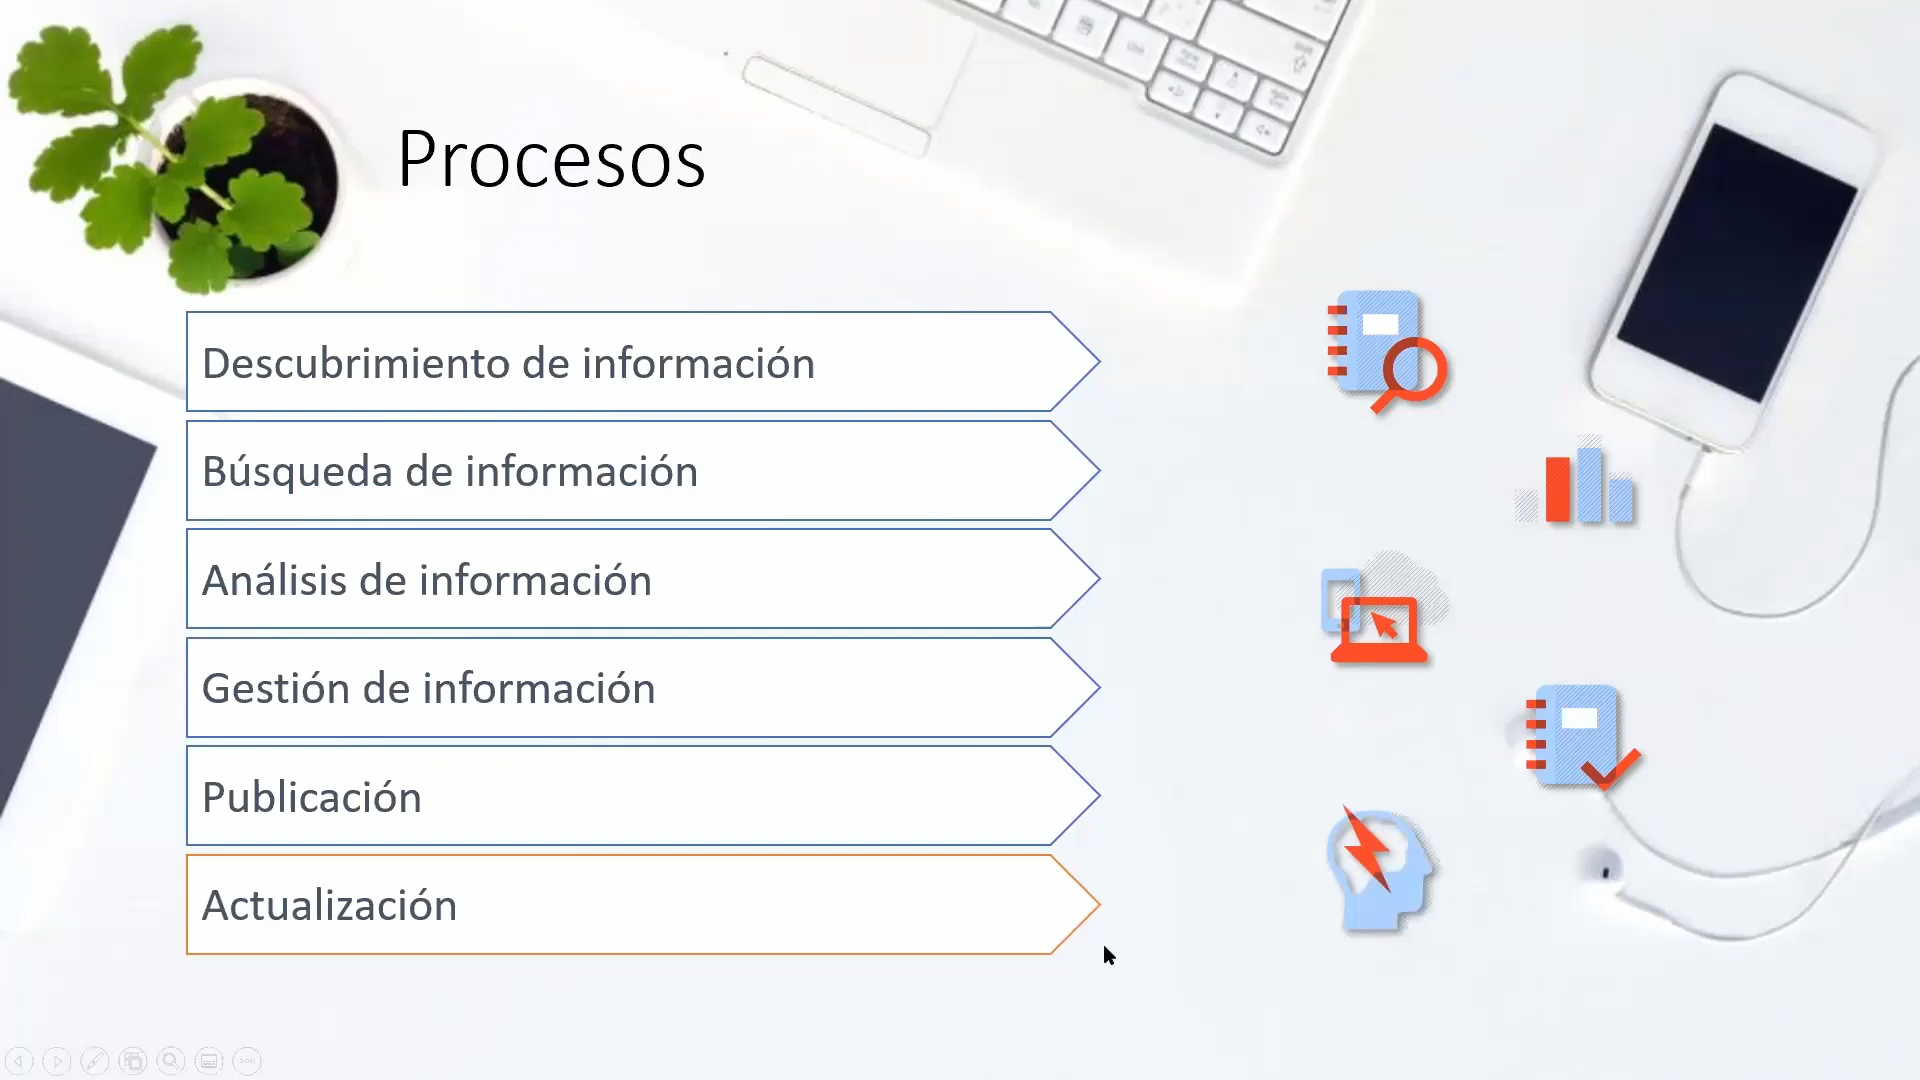 Procesos
Descubrimiento de información
Búsqueda de información
Análisis de información
Gestión de información
Publicación
Actualización